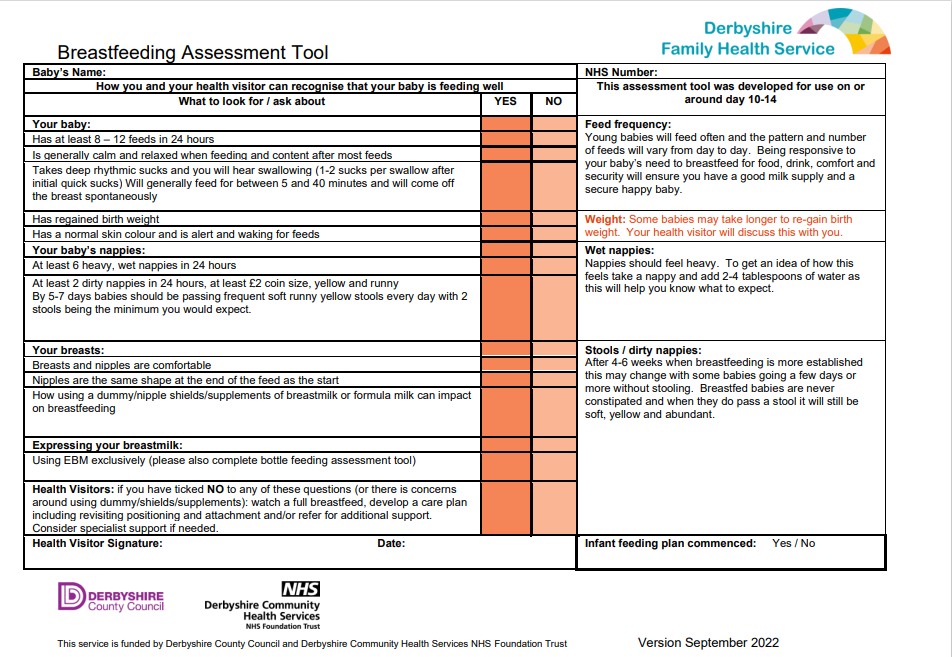 Derbyshire
Family Health Service
Breastfeeding Assessment Tool
Baby's Name:
NHS Number:
How you and your health visitor can recognise that your baby is feeding well
This assessment tool was developed for use on or
around day 10-14
What to look for / ask about
YES
NO
Your baby:
Has at least 8 – 12 feeds in 24 hours
Is generally calm and relaxed when feeding and content after most feeds
Takes deep rhythmic sucks and you will hear swallowing (1-2 sucks per swallow after
initial quick sucks) Will generally feed for between 5 and 40 minutes and will come off
the breast spontaneously
Feed frequency:
Young babies will feed often and the pattern and number
of feeds will vary from day to day. Being responsive to
your baby's need to breastfeed for food, drink, comfort and
security will ensure you have a good milk supply and a
secure happy baby.
Has regained birth weight
Has a normal skin colour and is alert and waking for feeds
Weight: Some babies may take longer to re-gain birth
weight. Your health visitor will discuss this with you.
Your baby's nappies:
At least 6 heavy, wet nappies in 24 hours
At least 2 dirty nappies in 24 hours, at least £2 coin size, yellow and runny
By 5-7 days babies should be passing frequent soft runny yellow stools every day with 2
stools being the minimum you would expect.
Wet nappies:
Nappies should feel heavy. To get an idea of how this
feels take a nappy and add 2-4 tablespoons of water as
this will help you know what to expect.
Your breasts:
Breasts and nipples are comfortable
Nipples are the same shape at the end of the feed as the start
How using a dummy/nipple shields/supplements of breastmilk or formula milk can impact
on breastfeeding
Stools / dirty nappies:
After 4-6 weeks when breastfeeding is more established
this may change with some babies going a few days or
more without stooling. Breastfed babies are never
constipated and when they do pass a stool it will still be
soft, yellow and abundant.
Expressing your breastmilk:
Using EBM exclusively (please also complete bottle feeding assessment tool)
Health Visitors: if you have ticked NO to any of these questions (or there is concerns
around using dummy/shields/supplements): watch a full breastfeed, develop a care plan
including revisiting positioning and attachment and/or refer for additional support.
Consider specialist support if needed.
Health Visitor Signature:
Date:
Infant feeding plan commenced: Yes / No
DERBYSHIRE
County Council
NHS
Derbyshire Community
Health Services
NHS Foundation Trust
This service is funded by Derbyshire County Council and Derbyshire Community Health Services NHS Foundation Trust
Version September 2022